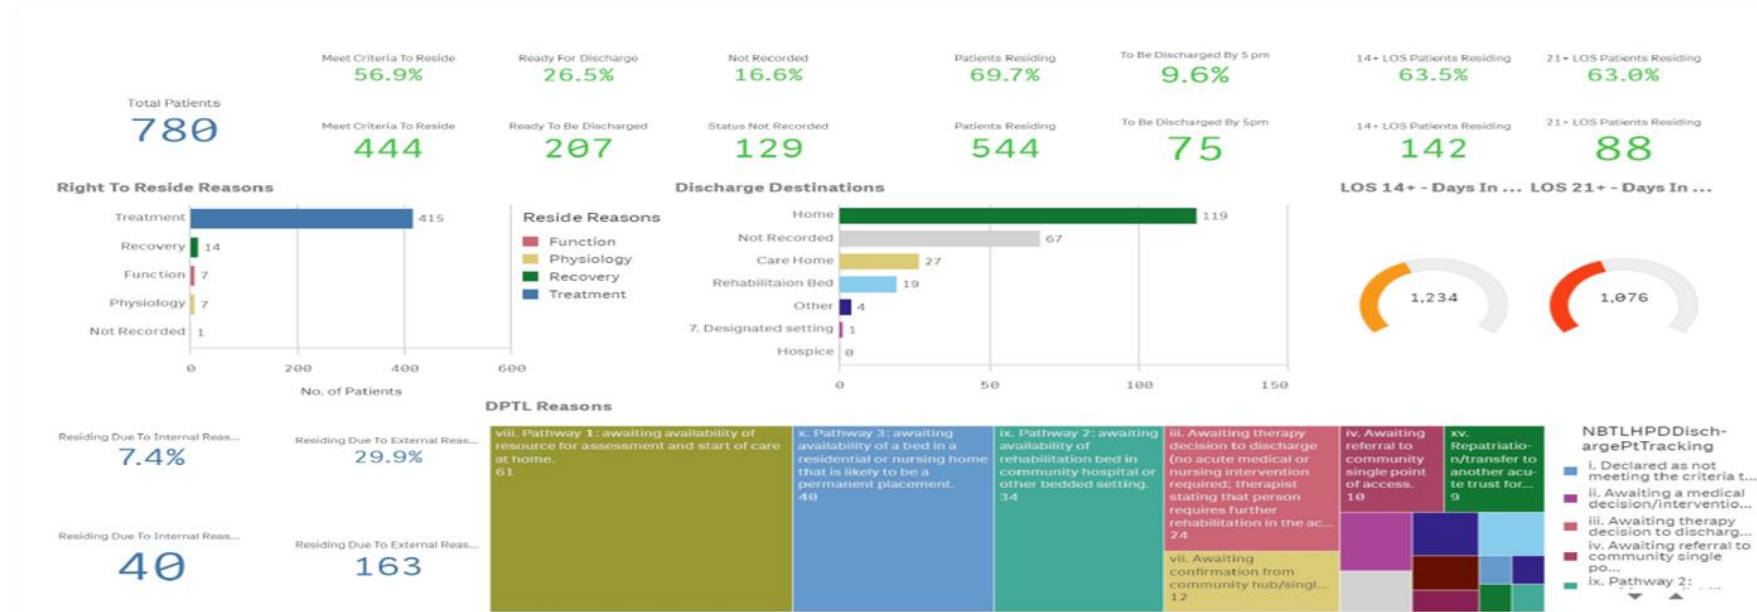 Meet Criteria To Reside
56.9%
Ready For Discharge
26.5%
Not Recorded
16.6%
Patients Residing
69.7%
To Be Discharged By 5 pm
9.6%
14+ LOS Patients Residing
63.5%
21+ LOS Patients Residing
63.0%
Total Patients
780
Meet Criteria To Reside
444
Ready To Be Discharged
207
Status Not Recorded
129
Patients Residing
544
To Be Discharged By 5pm
75
14+ LOS Patients Residing
142
21+ LOS Patients Residing
88
Right To Reside Reasons
Treatment 415
Recovery 14
Function 7
Physiology 7
Not Recorded 1
0 200 400 600
No. of Patients
Reside Reasons
Function
Physiology
Recovery
Treatment
Discharge Destinations
Home 119
Not Recorded 67
Care Home 27
Rehabilitaion Bed 19
Other 4
7. Designated setting 1
Hospice 0
0 50 100 150
LOS 14+ - Days In ...
1,234
LOS 21+ - Days In ...
1,076
Residing Due To Internal Reas...
7.4%
Residing Due To External Reas...
29.9%
Residing Due To Internal Reas...
40
Residing Due To External Reas...
163
DPTL Reasons
viii. Pathway 1: awaiting availability of
resource for assessment and start of care
at home.
61
x. Pathway 3: awaiting
availability of a bed in a
residential or nursing home
that is likely to be a
permanent placement.
40
ix. Pathway 2: awaiting
availability of
rehabilitation bed in
community hospital or
other bedded setting.
34
iii. Awaiting therapy
decision to discharge
(no acute medical or
nursing intervention
required; therapist
stating that person
requires further
rehabilitation in the ac...
24
vii. Awaiting
confirmation from
community hub/singl...
12
iv. Awaiting
referral to
community
single point
of access.
10
xv.
Repatriatio-
n/transfer to
another acu-
te trust for...
9
NBTLHPDDisch-
argePtTracking
i. Declared as not
meeting the criteria t...
ii. Awaiting a medical
decision/interventio...
iii. Awaiting therapy
decision to discharg...
iv. Awaiting referral to
community single
po...
ix. Pathway 2: